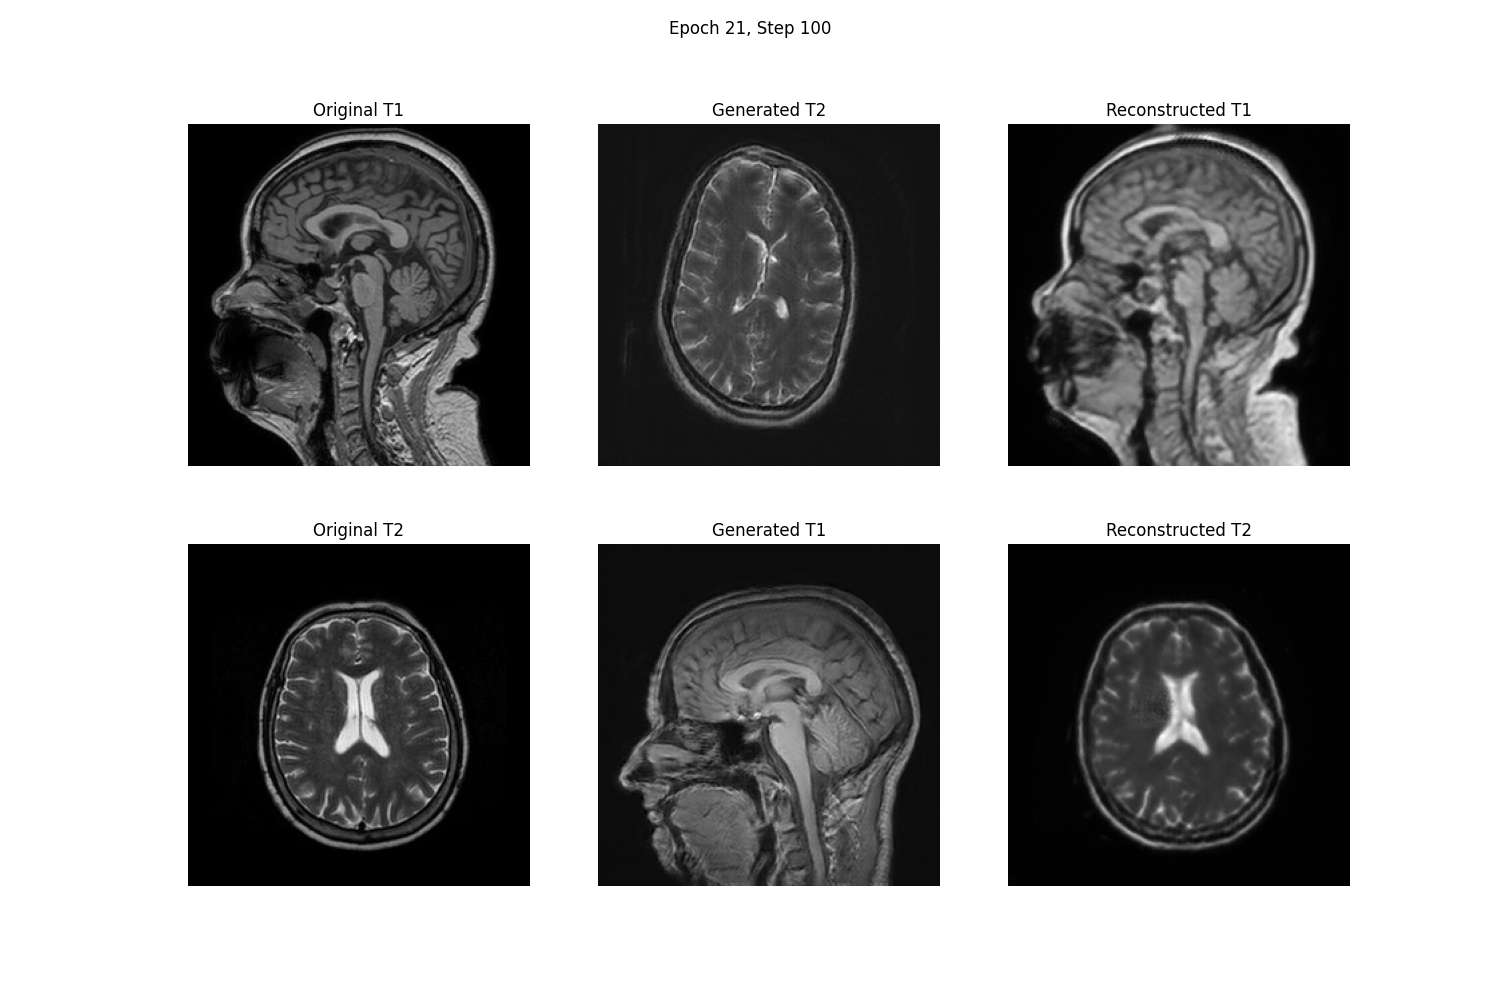 Epoch 21, Step 100
Original T1
Generated T2
Reconstructed T1
Original T2
Generated T1
Reconstructed T2